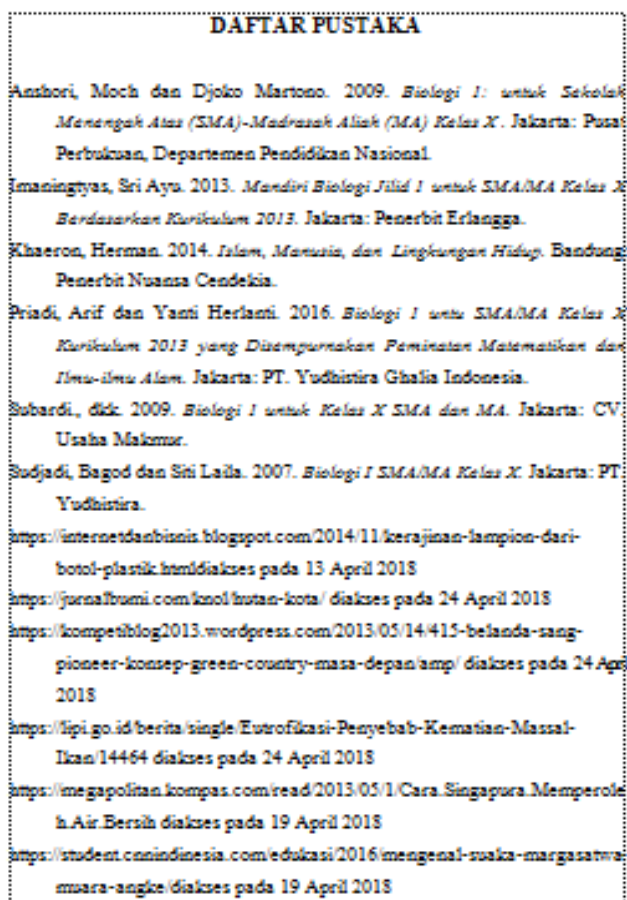 DAFTAR PUSTAKA
Anshori, Moch dan Djoko Martono. 2009. Biologi 1: untuk Sekolah
Menengah Atas (SMA)-Madrasah Aliah (MA) Kelas X . Jakarta: Pusat
Perbukuan, Departemen Pendidikan Nasional.
Imaningtyas, Sri Ayu. 2013. Mandiri Biologi Jilid 1 untuk SMA/MA Kelas X
Berdasarkan Kurikulum 2013. Jakarta: Penerbit Erlangga.
Khaeron, Herman. 2014. Islam, Manusia, dan Lingkungan Hidup. Bandung:
Penerbit Nuansa Cendekia.
Priadi, Arif dan Yanti Herlanti. 2016. Biologi 1 untu SMA/MA Kelas X
Kurikulum 2013 yang Disempurnakan Peminatan Matematikan dan
Ilmu-ilmu Alam. Jakarta: PT. Yudhistira Ghalia Indonesia.
Subardi., dkk. 2009. Biologi 1 untuk Kelas X SMA dan MA. Jakarta: CV.
Usaha Makmur.
Sudjadi, Bagod dan Siti Laila. 2007. Biologi I SMA/MA Kelas X. Jakarta: PT.
Yudhistira.
https://internetdanbisnis.blogspot.com/2014/11/kerajinan-lampion-dari-
botol-plastik.htmldiakses pada 13 April 2018
https://jurnalbumi.com/knol/hutan-kota/ diakses pada 24 April 2018
https://kompetiblog2013.wordpress.com/2013/05/14/415-belanda-sang-
pioneer-konsep-green-country-masa-depan/amp/ diakses pada 24 April
2018
https://lipi.go.id/berita/single/Eutrofikasi-Penyebab-Kematian-Massal-
Ikan/14464 diakses pada 24 April 2018
https://megapolitan.kompas.com/read/2013/05/1/Cara.Singapura.Memperole
h.Air.Bersih diakses pada 19 April 2018
https://student.cnnindinesia.com/edukasi/2016/mengenal-suaka-margasatwa-
muara-angke/diakses pada 19 April 2018